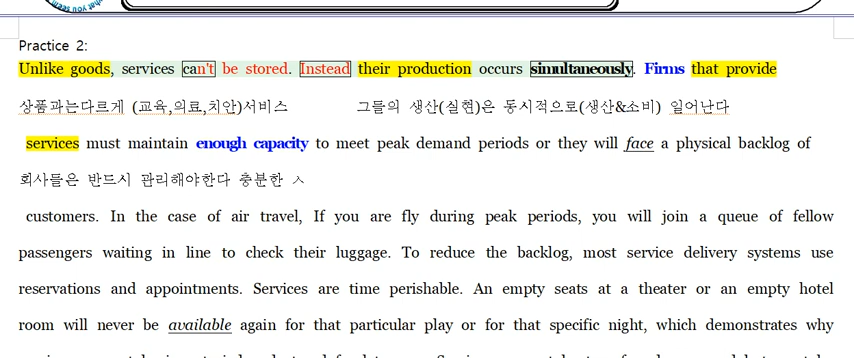 what you seem
Practice 2:
Unlike goods, services can't be stored. Instead their production occurs simultaneously. Firms that provide
상품과는다르게 (교육,의료,치안)서비스 그들의 생산(실현)은 동시적으로(생산&소비) 일어난다
services must maintain enough capacity to meet peak demand periods or they will face a physical backlog of
회사들은 반드시 관리해야한다 충분한 ㅅ
customers. In the case of air travel, If you are fly during peak periods, you will join a queue of fellow
passengers waiting in line to check their luggage. To reduce the backlog, most service delivery systems use
reservations and appointments. Services are time perishable. An empty seats at a theater or an empty hotel
room will never be available again for that particular play or for that specific night, which demonstrates why